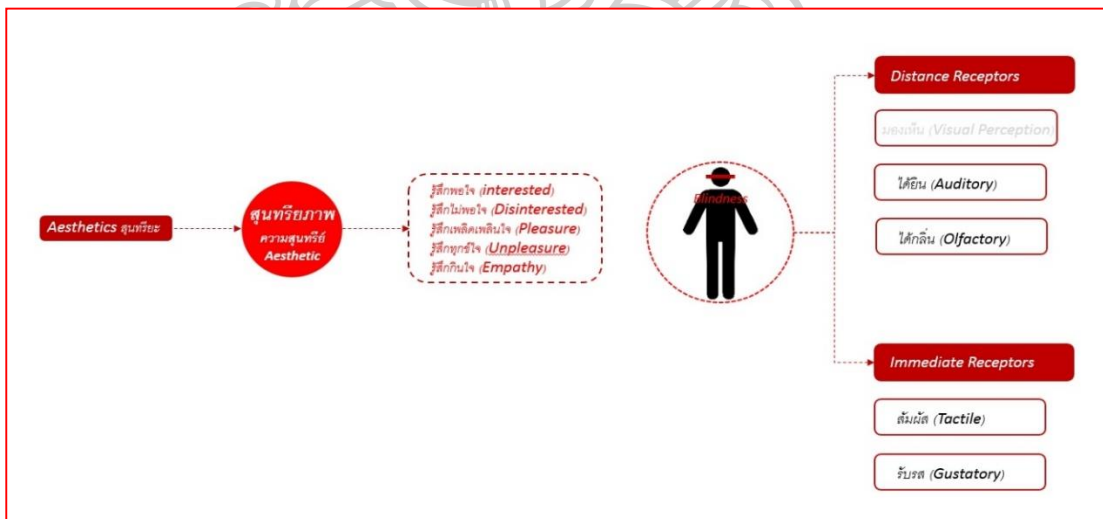 Aesthetics สุนทรียะ
สุนทรียภาพ
ความสุนทรีย์
Aesthetic
รู้สึกพอใจ (interested)
รู้สึกไม่พอใจ (Disinterested)
รู้สึกเพลิดเพลินใจ (Pleasure)
รู้สึกทุกข์ใจ (Unpleasure)
รู้สึกกินใจ (Empathy)
Blindness
Distance Receptors
มองเห็น (Visual Perception)
ได้ยิน (Auditory)
ได้กลิ่น (Olfactory)
Immediate Receptors
สัมผัส (Tactile)
รับรส (Gustatory)